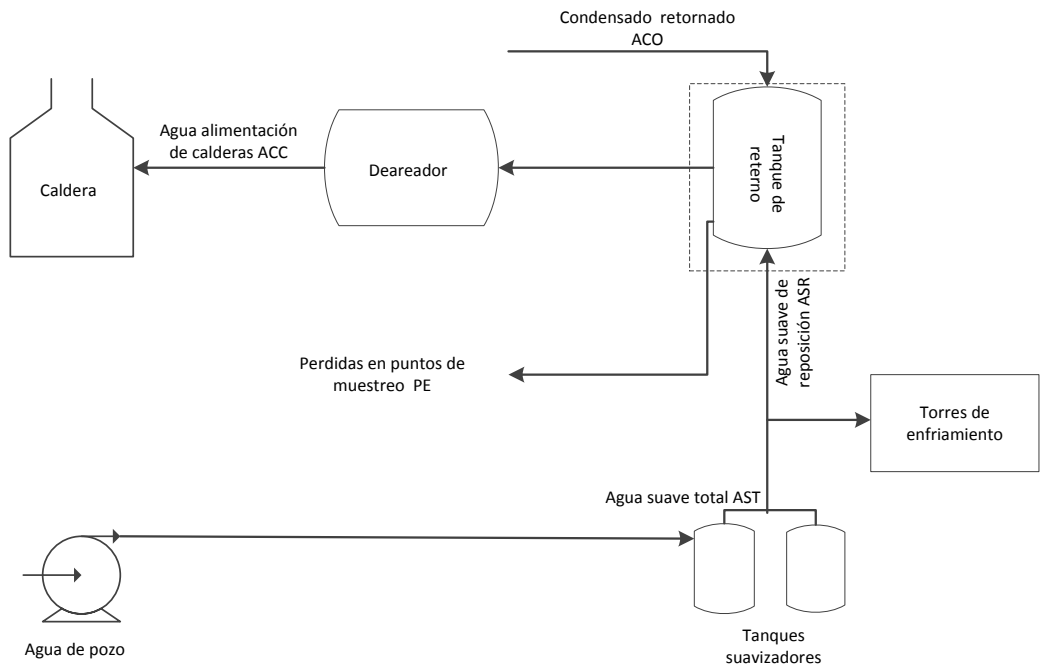 Condensado retornado
ACO
Agua alimentación
de calderas ACC
Caldera
Deareador
Tanque de
reterno
Agua suave de
reposición ASR
Perdidas en puntos de
muestreo PE
Torres de
enfriamiento
Agua suave total AST
Agua de pozo
Tanques
suavizadores